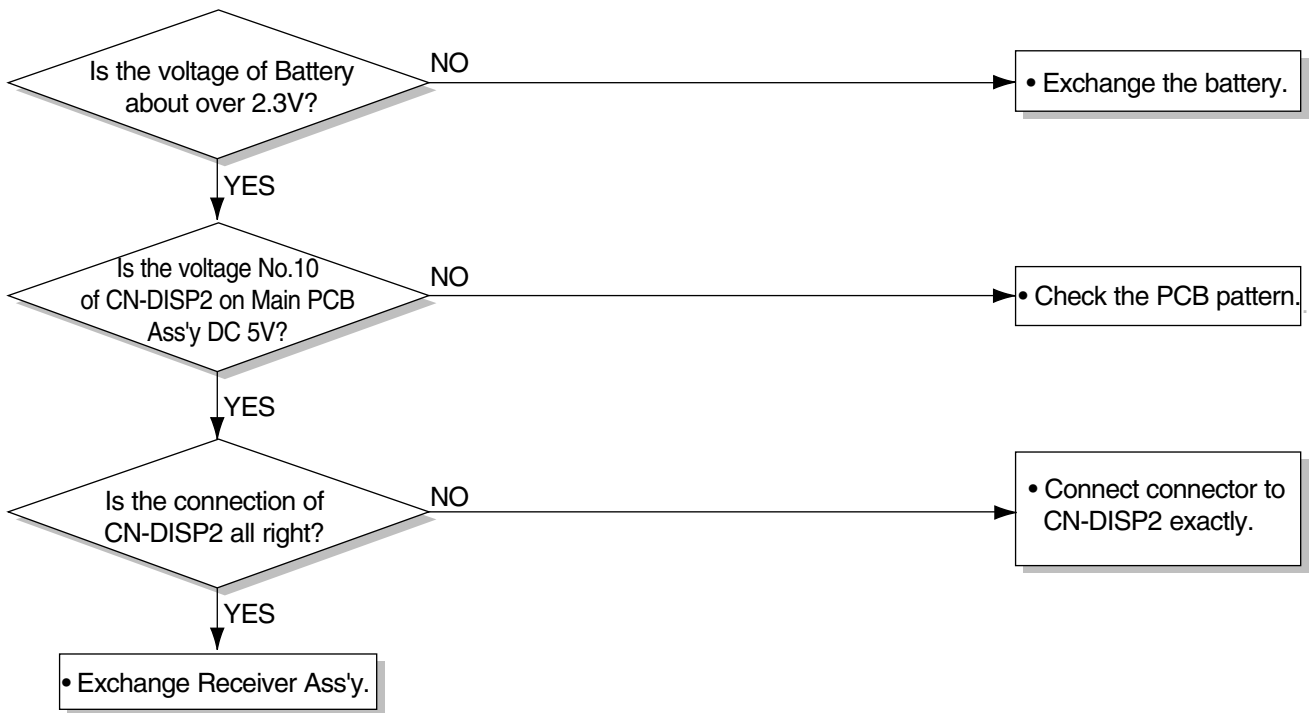 Is the voltage of Battery
about over 2.3V?
NO
• Exchange the battery.
YES
Is the voltage No.10
of CN-DISP2 on Main PCB
Ass'y DC 5V?
NO
• Check the PCB pattern.
YES
Is the connection of
CN-DISP2 all right?
NO
• Connect connector to
CN-DISP2 exactly.
YES
• Exchange Receiver Ass'y.